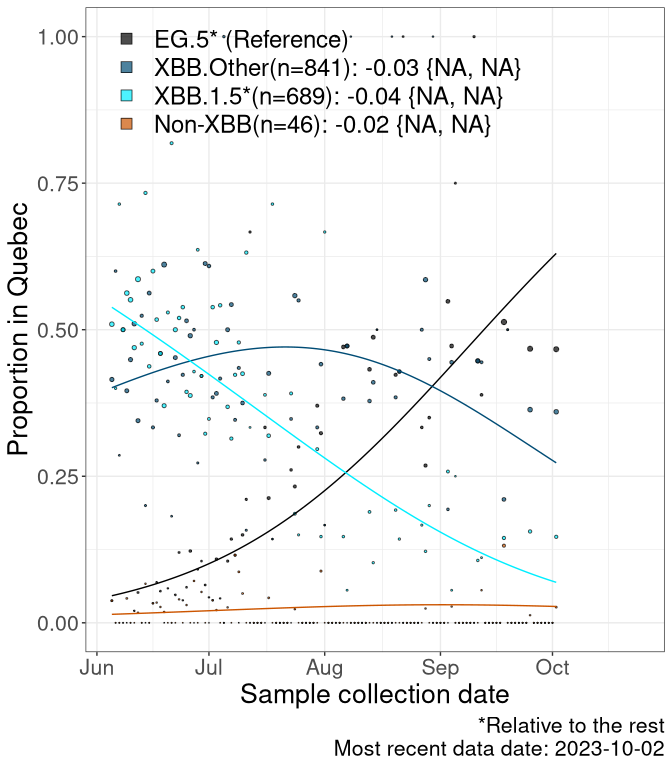 1.00
0.75
0.50
0.25
0.00
Proportion in Quebec
EG.5* (Reference)
XBB.Other(n=841): -0.03 {NA, NA}
XBB.1.5*(n=689): -0.04 {NA, NA}
Non-XBB(n=46): -0.02 {NA, NA}
Jun Jul Aug Sep Oct
Sample collection date
*Relative to the rest
Most recent data date: 2023-10-02